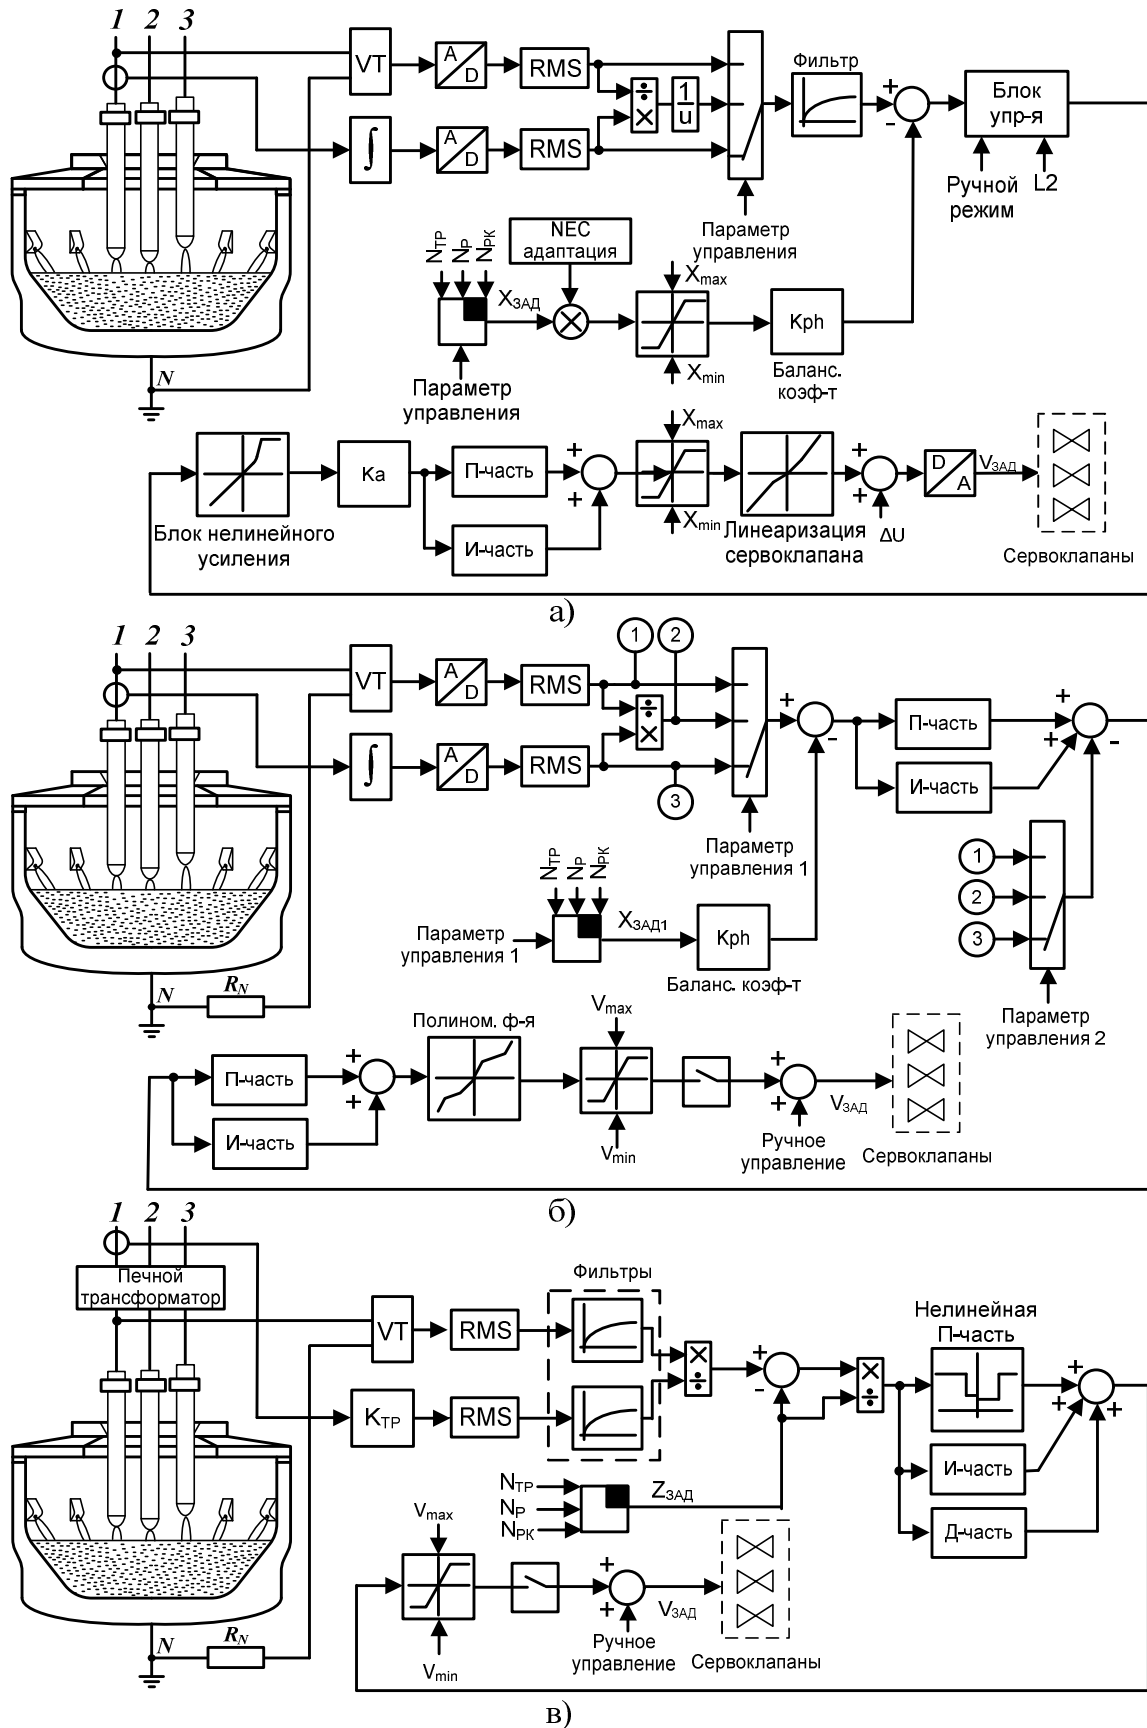 1 2 3
VT
A
D
RMS
÷
×
1
u
Фильтр
+
-
Блок
упр-я
∫
A
D
RMS
Ручной
режим
L2
Параметр
управления
NТР
NР
NРК
NEC
адаптация
XЗАД
Xmax
Xmin
Kph
Баланс.
коэф-т
N
Параметр
управления
Блок нелинейного
усиления
Ka
П-часть
И-часть
+
+
Xmax
Xmin
Линеаризация
сервоклапана
+
+
ΔU
D
A
VЗАД
Сервоклапаны
а)
1 2 3
VT
A
D
RMS
1
2
÷
×
3
∫
A
D
RMS
+
-
П-часть
И-часть
+
+
-
Параметр
управления 1
1
2
3
Параметр
управления 2
NТР
NР
NРК
Параметр
управления 1
XЗАД1
Kph
Баланс. коэф-т
N
RN
П-часть
И-часть
+
+
Полином. ф-я
Vmax
Vmin
+
+
Ручное
управление
VЗАД
Сервоклапаны
б)
1 2 3
Печной
трансформатор
VT
RMS
KТР
RMS
Фильтры
×
÷
+
-
×
÷
Нелинейная
П-часть
И-часть
Д-часть
+
+
+
NТР
NР
NРК
ZЗАД
N
RN
Vmax
Vmin
+
+
Ручное
управление
VЗАД
Сервоклапаны
в)